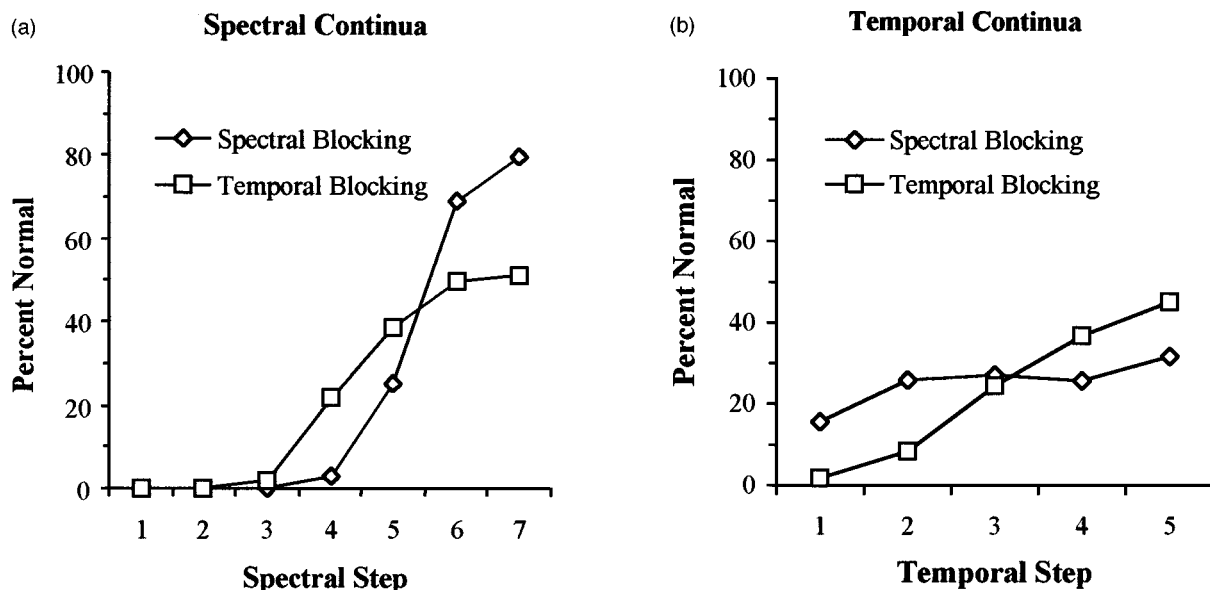 (a)
Spectral Continua
100
80
60
40
20
0
Percent Normal
Spectral Blocking
Temporal Blocking
1 2 3 4 5 6 7
Spectral Step
(b)
Temporal Continua
100
80
60
40
20
0
Percent Normal
Spectral Blocking
Temporal Blocking
1 2 3 4 5
Temporal Step